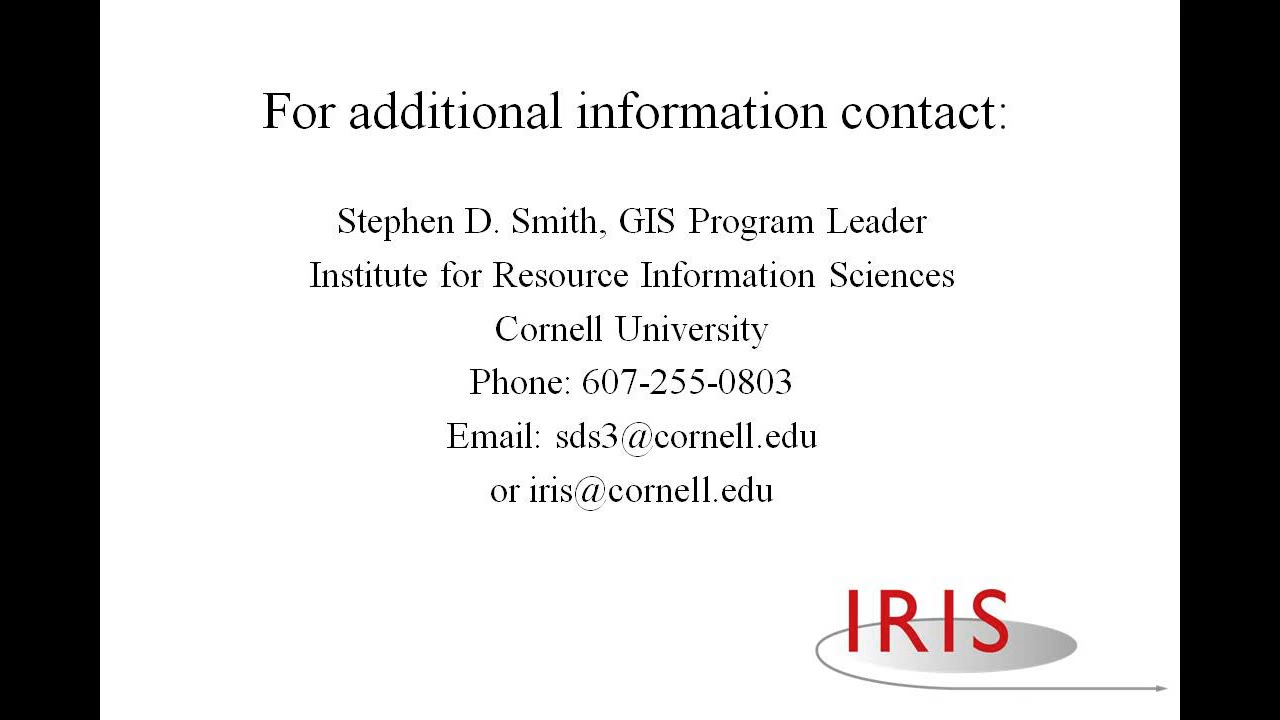 For additional information contact:
Stephen D. Smith, GIS Program Leader
Institute for Resource Information Sciences
Cornell University
Phone: 607-255-0803
Email: sds3@cornell.edu
or iris@cornell.edu
IRIS